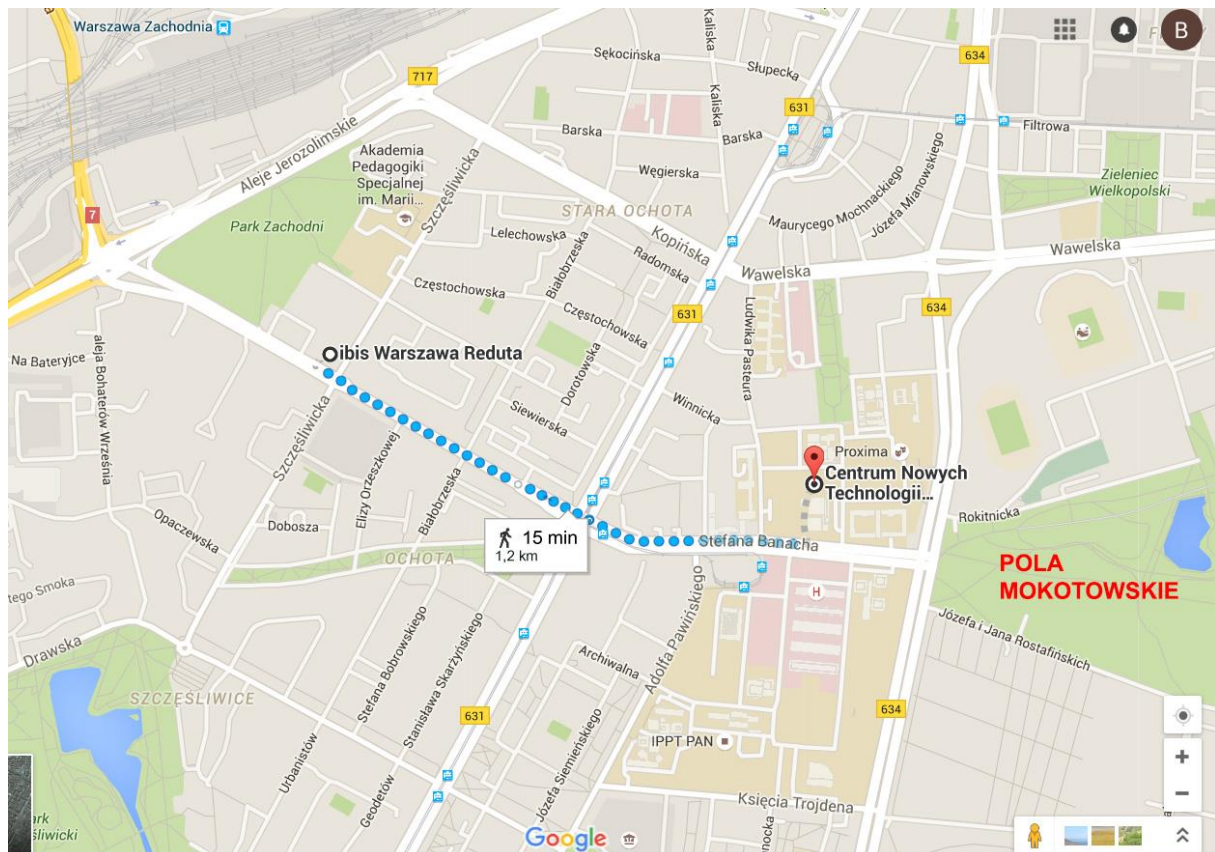 Warszawa Zachodnia
B
Sękocińska
Kaliska
Kaliska
Słupecka
634
717
631
Aleje Jerozolimskie
Barska
Barska
Filtrowa
Akademia
Pedagogiki
Specjalnej
im. Marii...
Szczęśliwicka
Węgierska
Maurycego Mochnackiego
Józefa Mianowskiego
Zieleniec
Wielkopolski
7
Park Zachodni
STARA OCHOTA
Lelechowska
Białobrzeska
Kopińska
Radomska
Wawelska
Wawelska
Częstochowska
Częstochowska
631
634
Ludwika Pasteura
Na Bateryjce
aleja Bohaterów Września
ibis Warszawa Reduta
Dorotowska
Siewierska
Winnicka
Szczęśliwicka
Elizy Orzeszkowej
Białobrzeska
Proxima
Centrum Nowych
Technologii...
Opaczewska
Dobosza
Rokitnicka
15 min
1,2 km
Stefana Banacha
OCHOTA
H
POLA
MOKOTOWSKIE
tego Smoka
Drawska
Adolfa Pawińskiego
Józefa i Jana Rostafińskich
Archiwalna
SZCZĘŚLIWICE
Stefana Bobrowskiego
Stanisława Skarżyńskiego
631
634
Urbanistów
Geodetów
Józefa Siemieńskiego
IPPT PAN
Księcia Trojdena
Google